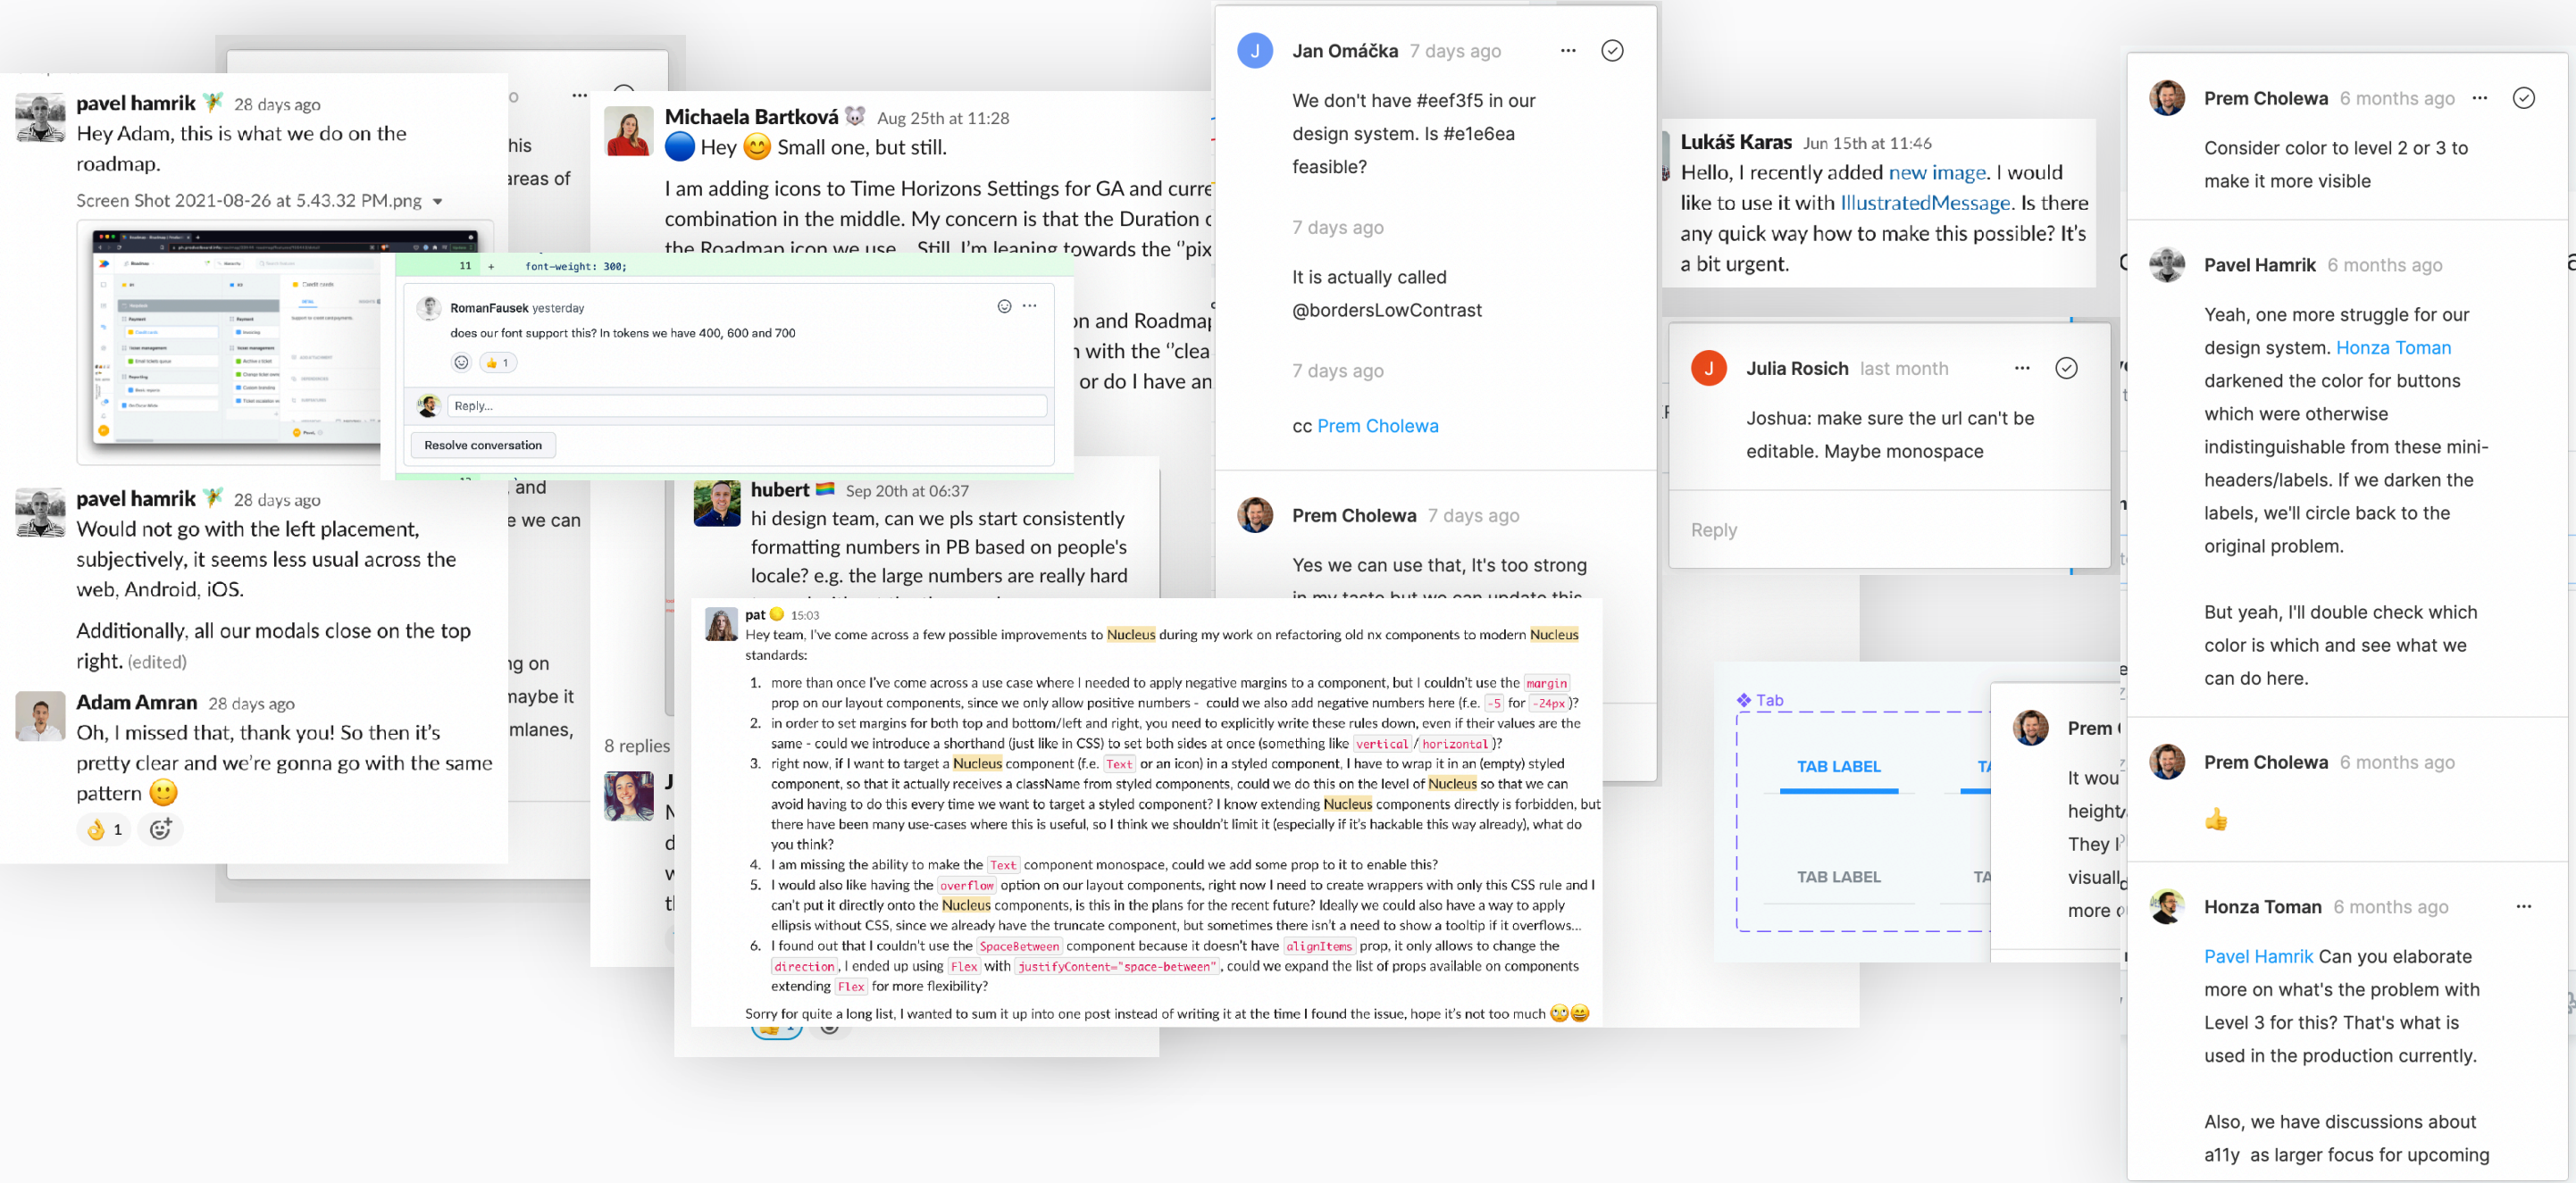 pavel hamrik 28 days ago
Hey Adam, this is what we do on the
roadmap.
Screen Shot 2021-08-26 at 5.43.32 PM.png
pavel hamrik 28 days ago
Would not go with the left placement,
subjectively, it seems less usual across the
web, Android, iOS.
Additionally, all our modals close on the top
right. (edited)
Adam Amran 28 days ago
Oh, I missed that, thank you! So then it's
pretty clear and we're gonna go with the same
pattern 🙂
👌 1
his
areas of
, and
e we can
ng on
maybe it
mlanes,
Michaela Bartková 🐭 Aug 25th at 11:28
🔵 Hey 😊 Small one, but still.
I am adding icons to Time Horizons Settings for GA and curre
combination in the middle. My concern is that the Duration
the Roadmap icon we use... Still, I'm leaning towards the "pix
on and Roadmap
with the "clea
or do I have an
8 replies
11 + font-weight: 300;
RomanFausek yesterday
does our font support this? In tokens we have 400, 600 and 700
👍 1
Reply...
Resolve conversation
hubert 🏳️‍🌈 Sep 20th at 06:37
hi design team, can we pls start consistently
formatting numbers in PB based on people's
locale? e.g. the large numbers are really hard
pat 🟡 15:03
Hey team, I've come across a few possible improvements to Nucleus during my work on refactoring old nx components to modern Nucleus
standards:
1. more than once I've come across a use case where I needed to apply negative margins to a component, but I couldn't use the margin
prop on our layout components, since we only allow positive numbers - could we also add negative numbers here (f.e. -5 for -24px)?
2. in order to set margins for both top and bottom/left and right, you need to explicitly write these rules down, even if their values are the
same - could we introduce a shorthand (just like in CSS) to set both sides at once (something like vertical/horizontal)?
3. right now, if I want to target a Nucleus component (f.e. Text or an icon) in a styled component, I have to wrap it in an (empty) styled
component, so that it actually receives a className from styled components, could we do this on the level of Nucleus so that we can
avoid having to do this every time we want to target a styled component? I know extending Nucleus components directly is forbidden, but
there have been many use-cases where this is useful, so I think we shouldn't limit it (especially if it's hackable this way already), what do
you think?
4. I am missing the ability to make the Text component monospace, could we add some prop to it to enable this?
5. I would also like having the overflow option on our layout components, right now I need to create wrappers with only this CSS rule and I
can't put it directly onto the Nucleus components, is this in the plans for the recent future? Ideally we could also have a way to apply
ellipsis without CSS, since we already have the truncate component, but sometimes there isn't a need to show a tooltip if it overflows...
6. I found out that I couldn't use the SpaceBetween component because it doesn't have alignItems prop, it only allows to change the
direction, I ended up using Flex with justifyContent="space-between", could we expand the list of props available on components
extending Flex for more flexibility?
Sorry for quite a long list, I wanted to sum it up into one post instead of writing it at the time I found the issue, hope it's not too much 🙄😄
J Jan Omáčka 7 days ago
We don't have #eef3f5 in our
design system. Is #e1e6ea
feasible?
7 days ago
It is actually called
@bordersLowContrast
7 days ago
cc Prem Cholewa
Prem Cholewa 7 days ago
Yes we can use that, It's too strong
in my taste but we can update this
Lukáš Karas Jun 15th at 11:46
Hello, I recently added new image. I would
like to use it with IllustratedMessage. Is there
any quick way how to make this possible? It's
a bit urgent.
J Julia Rosich last month
Joshua: make sure the url can't be
editable. Maybe monospace
Reply
Tab
TAB LABEL
TAB LABEL
Prem
It wou
height/
They
visuall
more
Prem Cholewa 6 months ago
Consider color to level 2 or 3 to
make it more visible
Pavel Hamrik 6 months ago
Yeah, one more struggle for our
design system. Honza Toman
darkened the color for buttons
which were otherwise
indistinguishable from these mini-
headers/labels. If we darken the
labels, we'll circle back to the
original problem.
But yeah, I'll double check which
color is which and see what we
can do here.
Prem Cholewa 6 months ago
👍
Honza Toman 6 months ago
Pavel Hamrik Can you elaborate
more on what's the problem with
Level 3 for this? That's what is
used in the production currently.
Also, we have discussions about
a11y as larger focus for upcoming